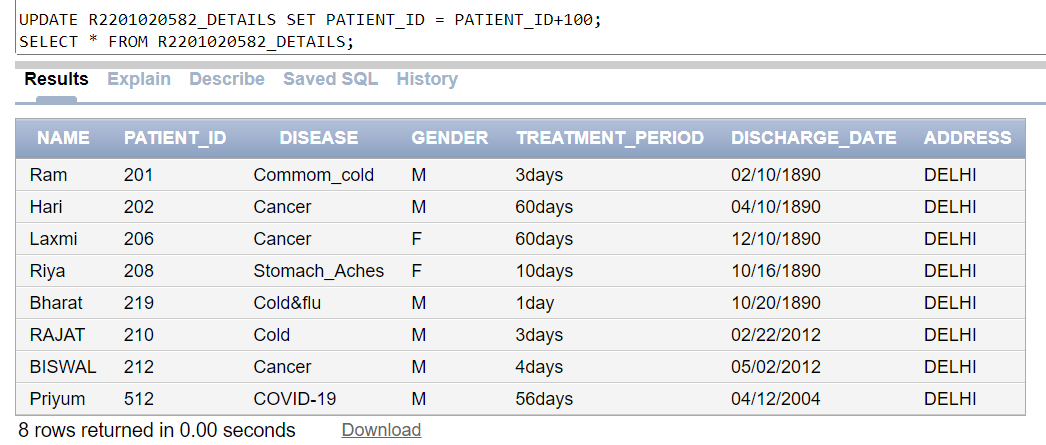 UPDATE R2201020582_DETAILS SET PATIENT_ID = PATIENT_ID+100;
SELECT * FROM R2201020582_DETAILS;
Results Explain Describe Saved SQL History
NAME PATIENT_ID DISEASE GENDER TREATMENT_PERIOD DISCHARGE_DATE ADDRESS
Ram 201 Commom_cold M 3days 02/10/1890 DELHI
Hari 202 Cancer M 60days 04/10/1890 DELHI
Laxmi 206 Cancer F 60days 12/10/1890 DELHI
Riya 208 Stomach_Aches F 10days 10/16/1890 DELHI
Bharat 219 Cold&flu M 1day 10/20/1890 DELHI
RAJAT 210 Cold M 3days 02/22/2012 DELHI
BISWAL 212 Cancer M 4days 05/02/2012 DELHI
Priyum 512 COVID-19 M 56days 04/12/2004 DELHI
8 rows returned in 0.00 seconds Download